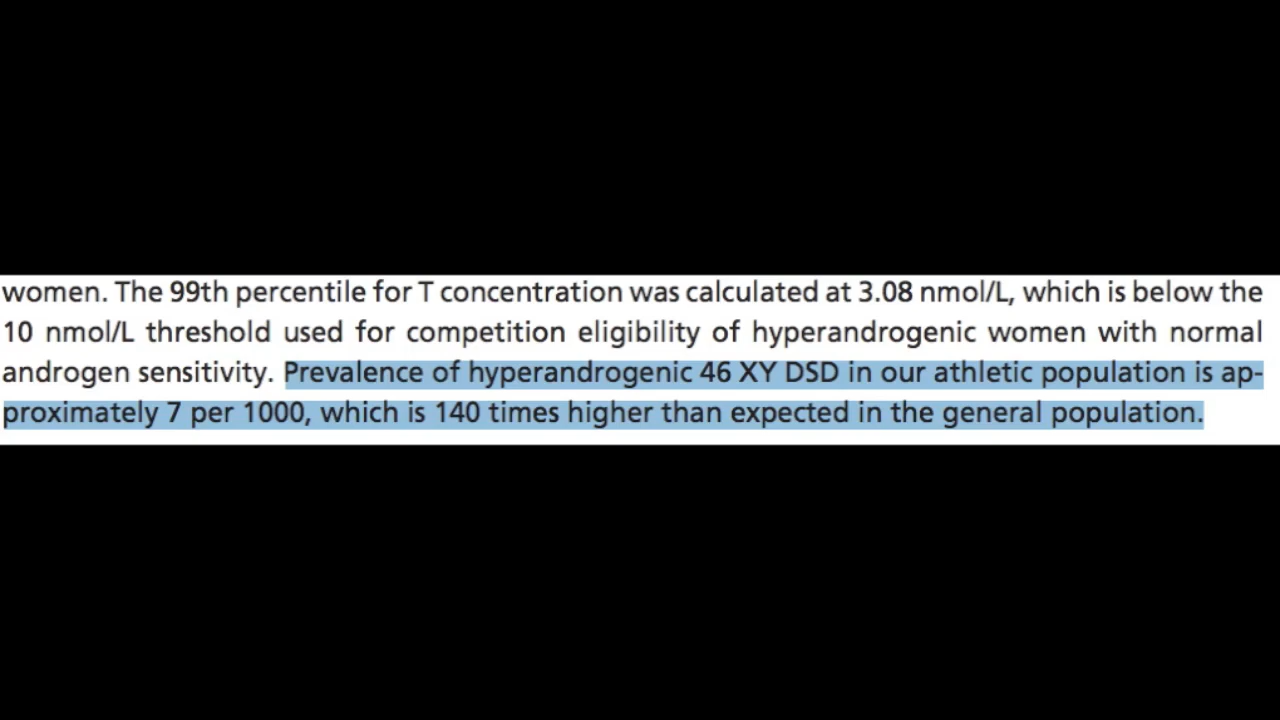 women. The 99th percentile for T concentration was calculated at 3.08 nmol/L, which is below the
10 nmol/L threshold used for competition eligibility of hyperandrogenic women with normal
androgen sensitivity. Prevalence of hyperandrogenic 46 XY DSD in our athletic population is ap-
proximately 7 per 1000, which is 140 times higher than expected in the general population.